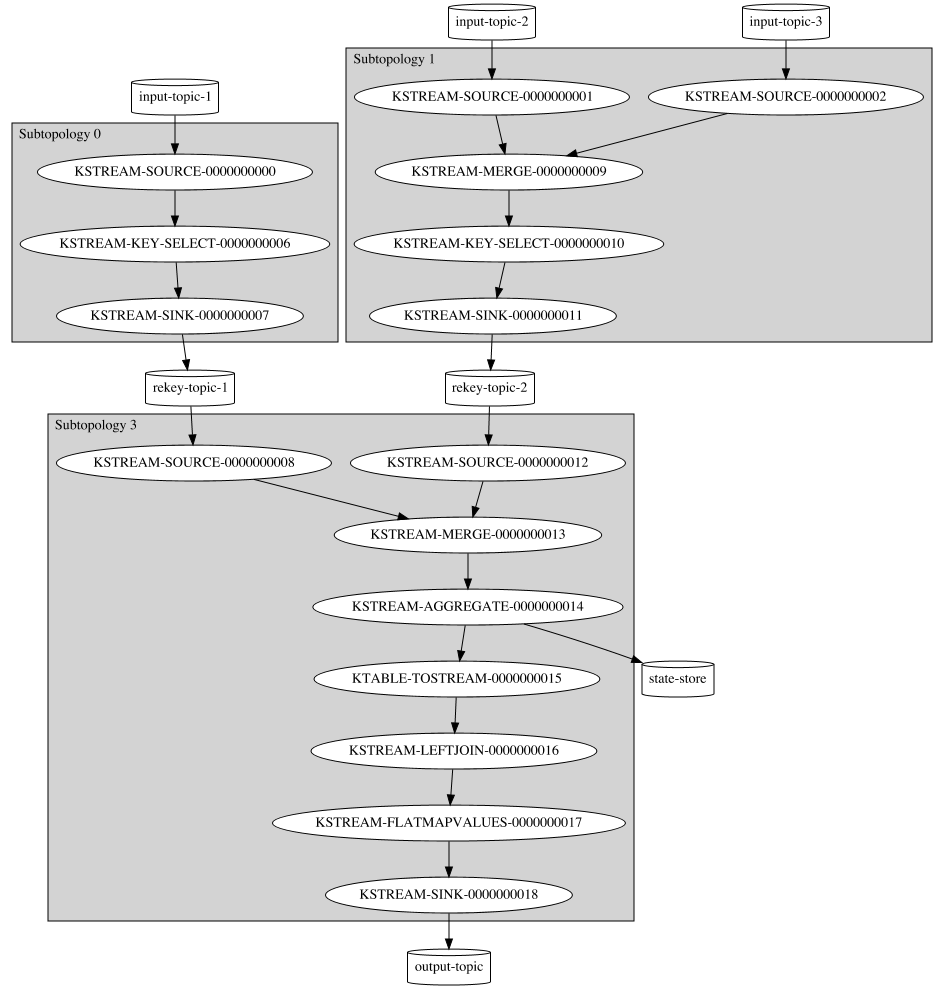 input-topic-2
input-topic-3
Subtopology 1
input-topic-1
KSTREAM-SOURCE-0000000001
KSTREAM-SOURCE-0000000002
Subtopology 0
KSTREAM-SOURCE-0000000000
KSTREAM-MERGE-0000000009
KSTREAM-KEY-SELECT-0000000006
KSTREAM-KEY-SELECT-0000000010
KSTREAM-SINK-0000000007
KSTREAM-SINK-0000000011
rekey-topic-1
rekey-topic-2
Subtopology 3
KSTREAM-SOURCE-0000000008
KSTREAM-SOURCE-0000000012
KSTREAM-MERGE-0000000013
KSTREAM-AGGREGATE-0000000014
KTABLE-TOSTREAM-0000000015
state-store
KSTREAM-LEFTJOIN-0000000016
KSTREAM-FLATMAPVALUES-0000000017
KSTREAM-SINK-0000000018
output-topic